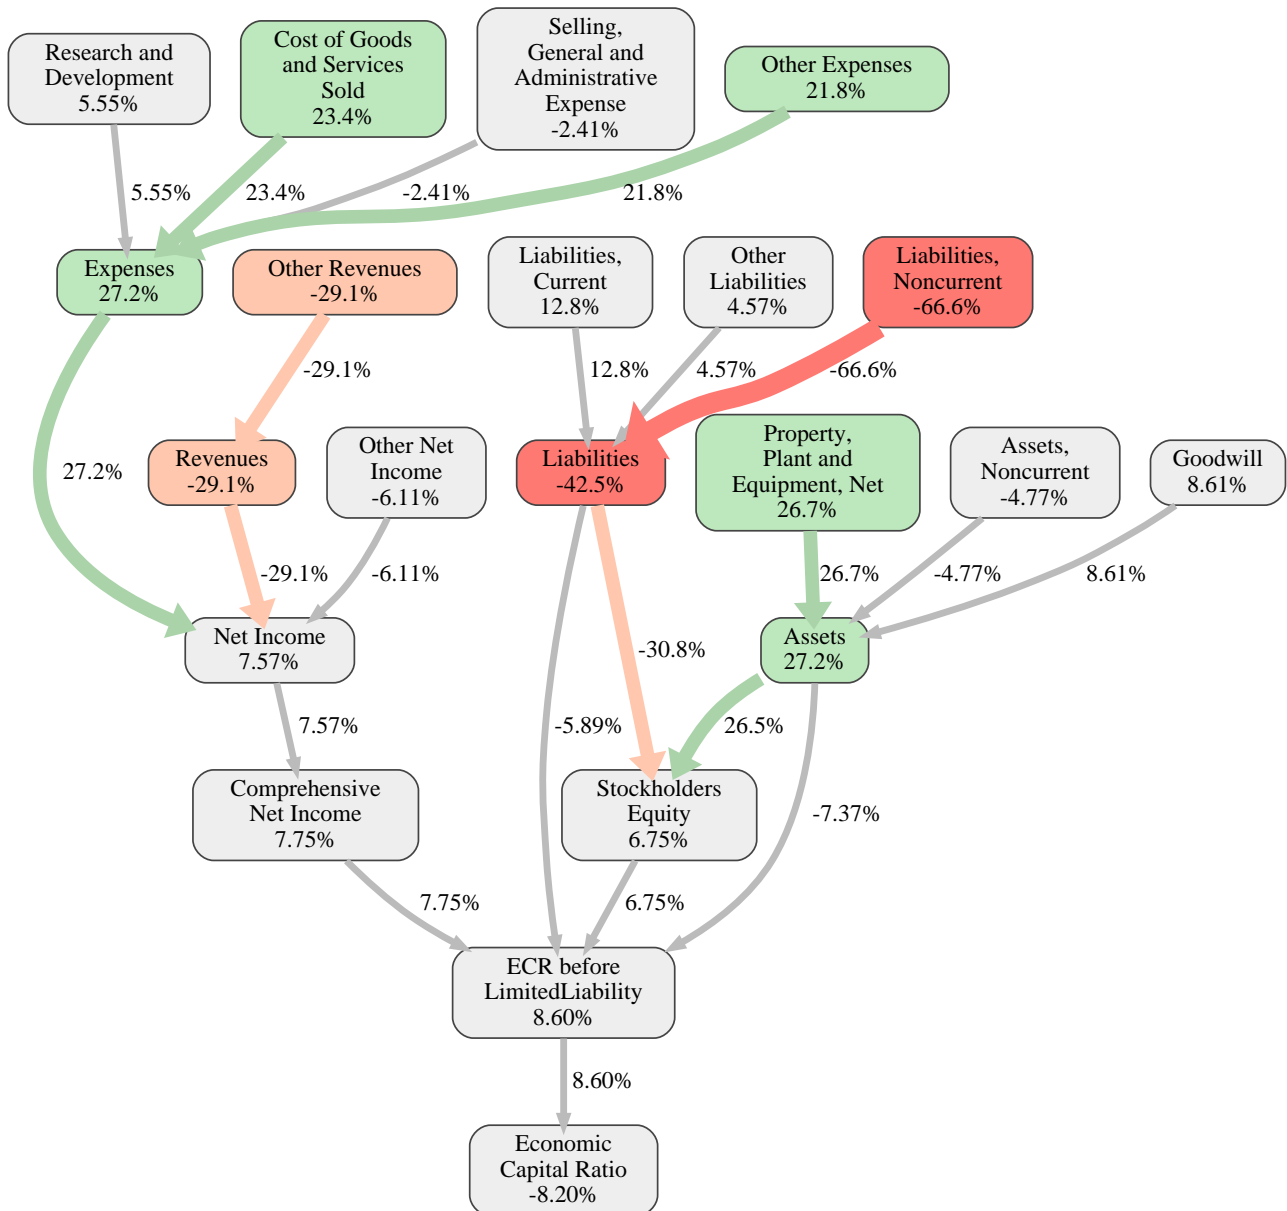 Research and
Development
5.55%
Cost of Goods
and Services
Sold
23.4%
Selling,
General and
Administrative
Expense
-2.41%
Other Expenses
21.8%
5.55%
23.4%
-2.41%
21.8%
Expenses
27.2%
Other Revenues
-29.1%
Liabilities,
Current
12.8%
Other
Liabilities
4.57%
Liabilities,
Noncurrent
-66.6%
-29.1%
12.8%
4.57%
-66.6%
27.2%
Revenues
-29.1%
Other Net
Income
-6.11%
Liabilities
-42.5%
Property,
Plant and
Equipment, Net
26.7%
Assets,
Noncurrent
-4.77%
Goodwill
8.61%
-29.1%
-6.11%
26.7%
-4.77%
8.61%
Net Income
7.57%
-30.8%
Assets
27.2%
7.57%
-5.89%
26.5%
Comprehensive
Net Income
7.75%
Stockholders
Equity
6.75%
-7.37%
7.75%
6.75%
ECR before
LimitedLiability
8.60%
8.60%
Economic
Capital Ratio
-8.20%